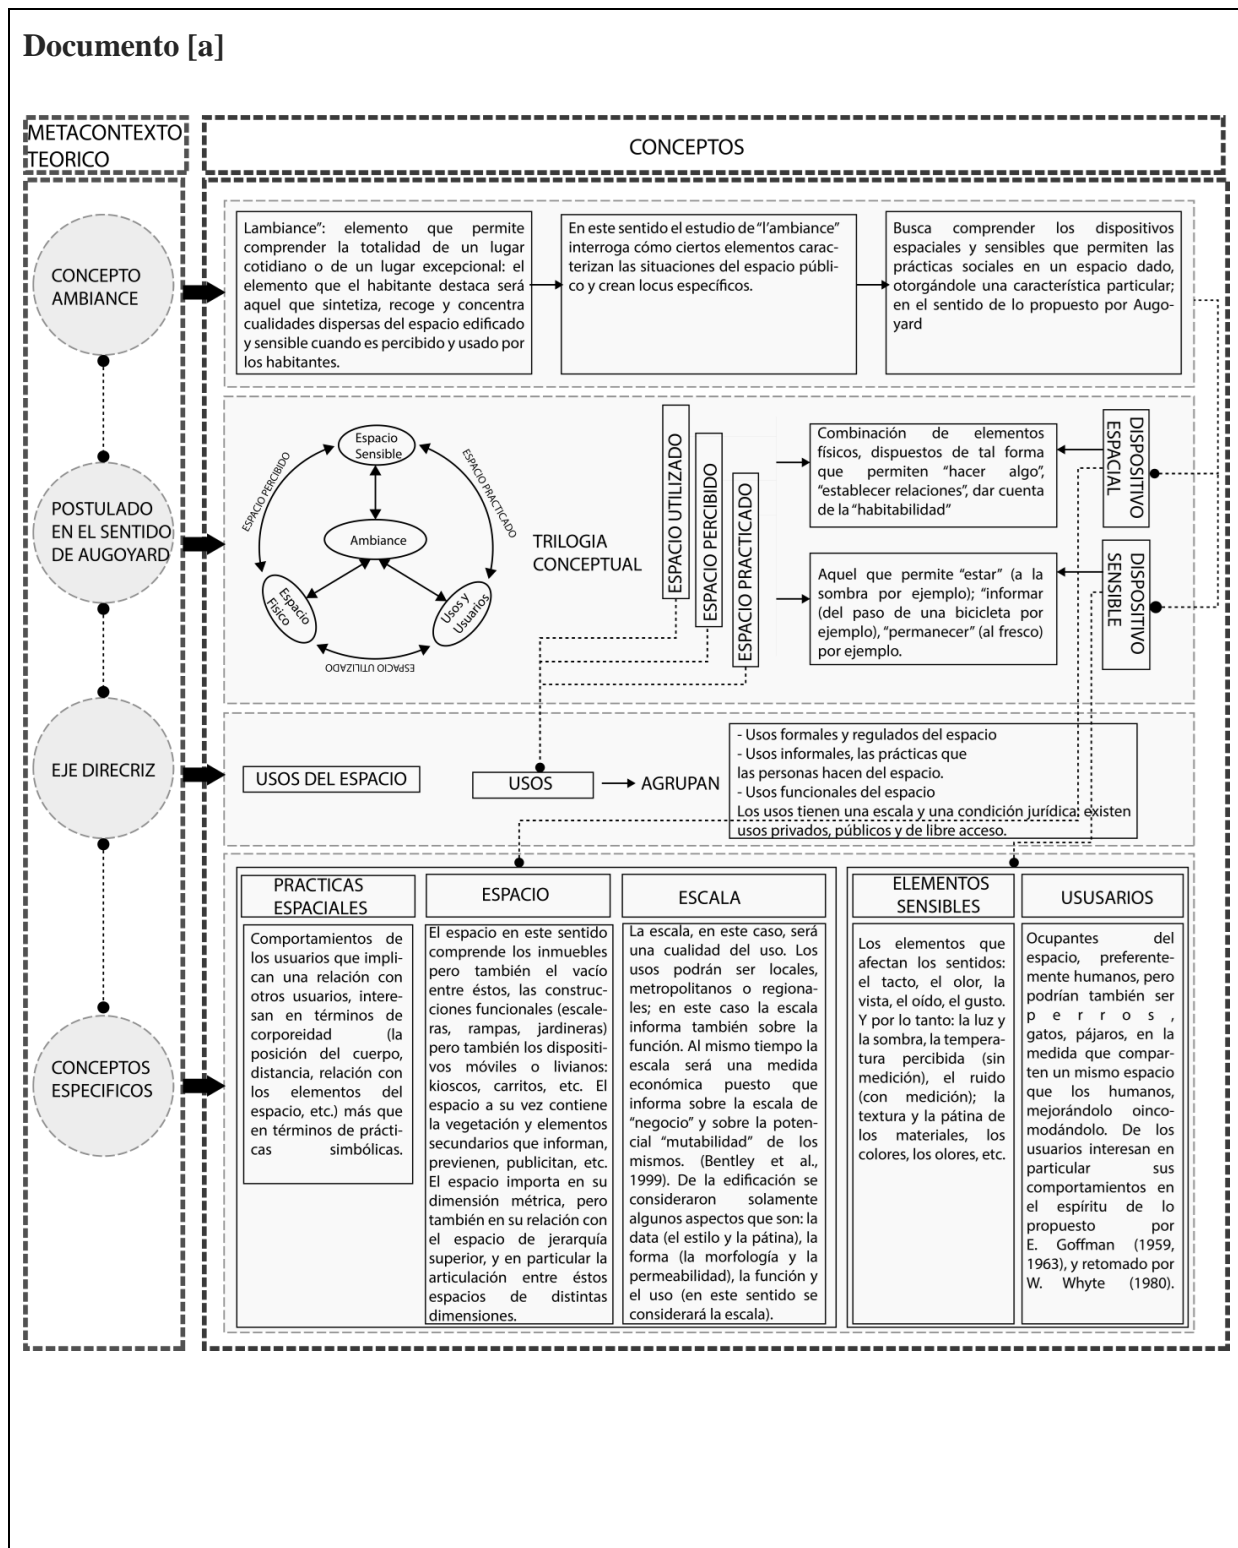 Documento [a]
METACONTEXTO
TEORICO
CONCEPTOS
CONCEPTO
AMBIANCE
Lambiance”: elemento que permite
comprender la totalidad de un lugar
cotidiano o de un lugar excepcional: el
elemento que el habitante destaca será
aquel que sintetiza, recoge y concentra
cualidades dispersas del espacio edificado
y sensible cuando es percibido y usado por
los habitantes.
En este sentido el estudio de “l’ambiance”
interroga cómo ciertos elementos carac-
terizan las situaciones del espacio públi-
co y crean locus específicos.
Busca comprender los dispositivos
espaciales y sensibles que permiten las
prácticas sociales en un espacio dado,
otorgándole una característica particular;
en el sentido de lo propuesto por Augo-
yard
POSTULADO
EN EL SENTIDO
DE AUGOYARD
Espacio
Sensible
ESPACIO PERCIBIDO
ESPACIO PRACTICADO
Ambiance
Espacio
Físico
Usos y
Usuarios
ESPACIO UTILIZADO
TRILOGIA
CONCEPTUAL
ESPACIO UTILIZADO
ESPACIO PERCIBIDO
ESPACIO PRACTICADO
Combinación de elementos
físicos, dispuestos de tal forma
que permiten “hacer algo”,
“establecer relaciones”, dar cuenta
de la “habitabilidad”
DISPOSITIVO
ESPACIAL
Aquel que permite “estar” (a la
sombra por ejemplo); “informar
(del paso de una bicicleta por
ejemplo), “permanecer” (al fresco)
por ejemplo.
DISPOSITIVO
SENSIBLE
EJE DIRECRIZ
USOS DEL ESPACIO
USOS
AGRUPAN
- Usos formales y regulados del espacio
- Usos informales, las prácticas que
las personas hacen del espacio.
- Usos funcionales del espacio
Los usos tienen una escala y una condición jurídica: existen
usos privados, públicos y de libre acceso.
CONCEPTOS
ESPECIFICOS
PRACTICAS
ESPACIALES
Comportamientos de
los usuarios que impli-
can una relación con
otros usuarios, intere-
san en términos de
corporeidad (la
posición del cuerpo,
distancia, relación con
los elementos del
espacio, etc.) más que
en términos de prácti-
cas simbólicas.
ESPACIO
El espacio en este sentido
comprende los inmuebles
pero también el vacío
entre éstos, las construc-
ciones funcionales (escale-
ras, rampas, jardineras)
pero también los dispositi-
vos móviles o livianos:
kioscos, carritos, etc. El
espacio a su vez contiene
la vegetación y elementos
secundarios que informan,
previenen, publicitan, etc.
El espacio importa en su
dimensión métrica, pero
también en su relación con
el espacio de jerarquía
superior, y en particular la
articulación entre éstos
espacios de distintas
dimensiones.
ESCALA
La escala, en este caso, será
una cualidad del uso. Los
usos podrán ser locales,
metropolitanos o regiona-
les; en este caso la escala
informa también sobre la
función. Al mismo tiempo la
escala será una medida
económica puesto que
informa sobre la escala de
“negocio” y sobre la poten-
cial “mutabilidad” de los
mismos. (Bentley et al.,
1999). De la edificación se
consideraron solamente
algunos aspectos que son: la
data (el estilo y la pátina), la
forma (la morfología y la
permeabilidad), la función y
el uso (en este sentido se
considerará la escala).
ELEMENTOS
SENSIBLES
Los elementos que
afectan los sentidos:
el tacto, el olor, la
vista, el oído, el gusto.
Y por lo tanto: la luz y
la sombra, la tempera-
tura percibida (sin
medición), el ruido
(con medición); la
textura y la pátina de
los materiales, los
colores, los olores, etc.
USUSARIOS
Ocupantes del
espacio, preferente-
mente humanos, pero
podrían también ser
perros,
gatos, pájaros, en la
medida que compar-
ten un mismo espacio
que los humanos,
mejorándolo oinco-
modándolo. De los
usuarios interesan en
particular sus
comportamientos en
el espíritu de lo
propuesto por
E. Goffman (1959,
1963), y retomado por
W. Whyte (1980).